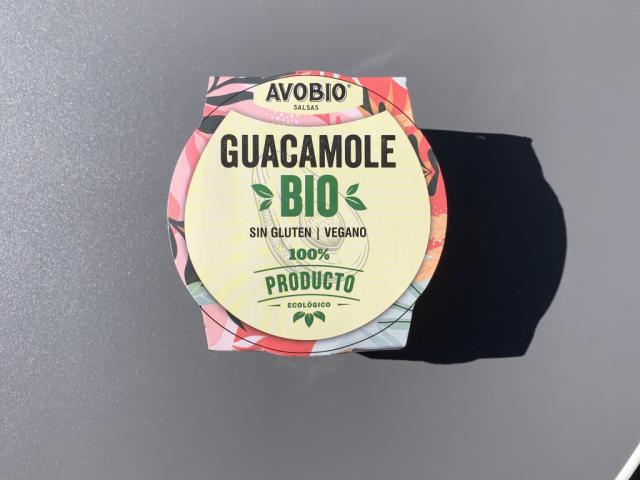 AVOBIO®
SALSAS
GUACAMOLE
BIO
SIN GLUTEN | VEGANO
100%
PRODUCTO
ECOLÓGICO